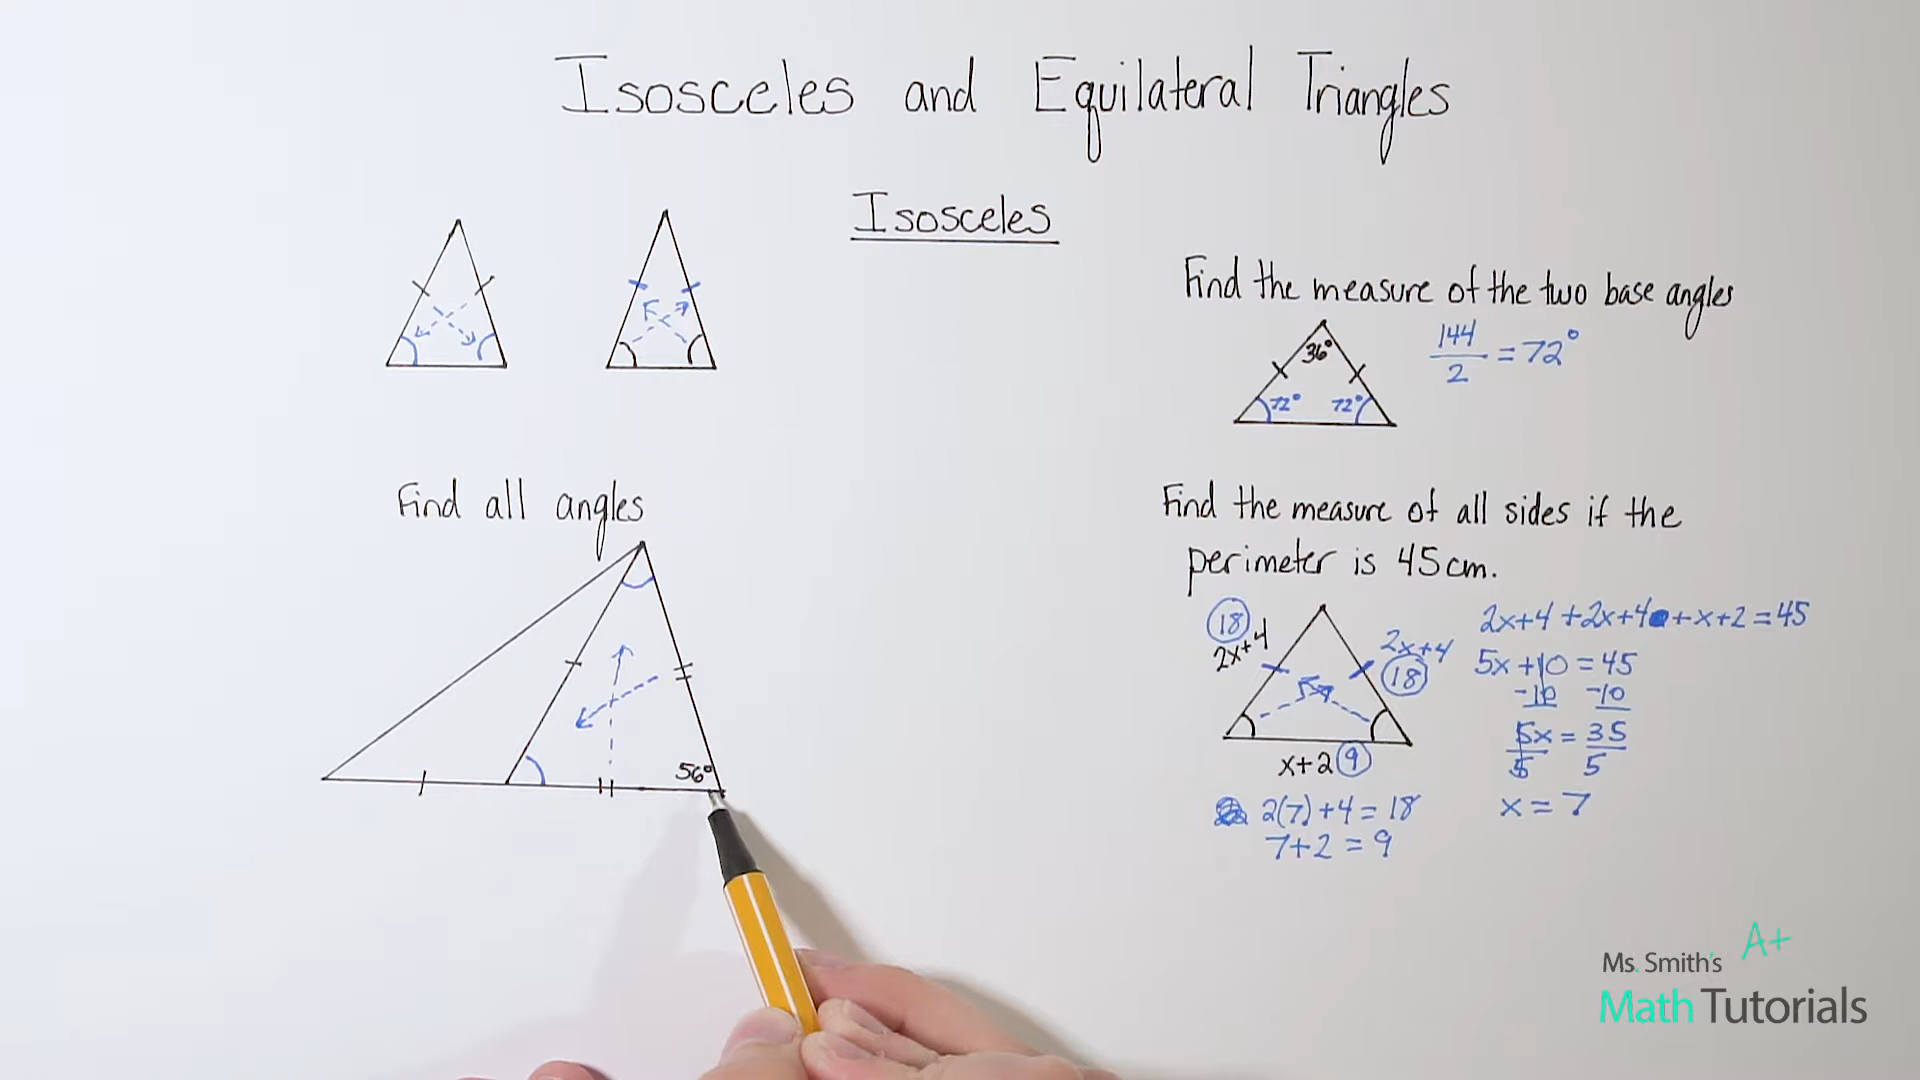 Isosceles and Equilateral Triangles
Isosceles
Find the measure of the two base angles
36°
144
2
= 72°
72° 72°
Find all angles
56°
Find the measure of all sides if the
perimeter is 45cm.
18
2x+4
2x+4
18
x+2 9
2x+4 +2x+4 +x+2=45
5x +10 = 45
-10 -10
5x = 35
5 5
x = 7
2(7)+4= 18
7+2 = 9
Ms. Smith's A+
Math Tutorials